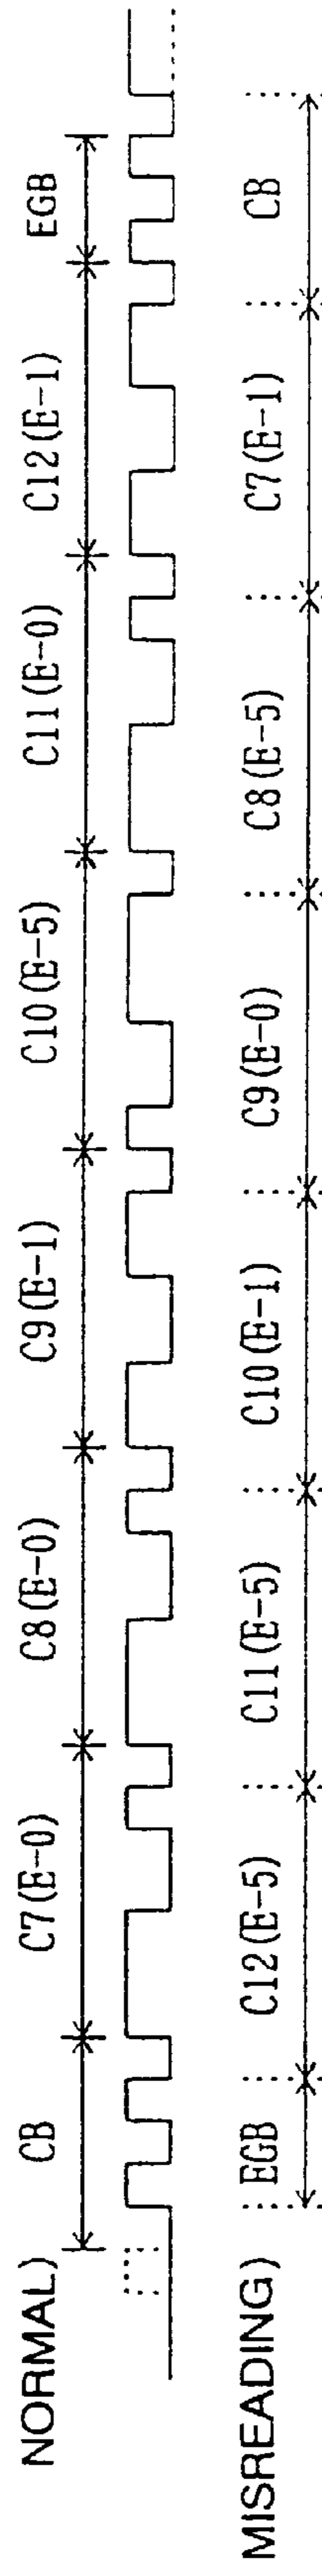 NORMAL) CB C7(E-0) C8(E-0) C9(E-1) C10(E-5) C11(E-0) C12(E-1) EGB
MISREADING) EGB C12(E-5) C11(E-5) C10(E-1) C9(E-0) C8(E-5) C7(E-1) CB